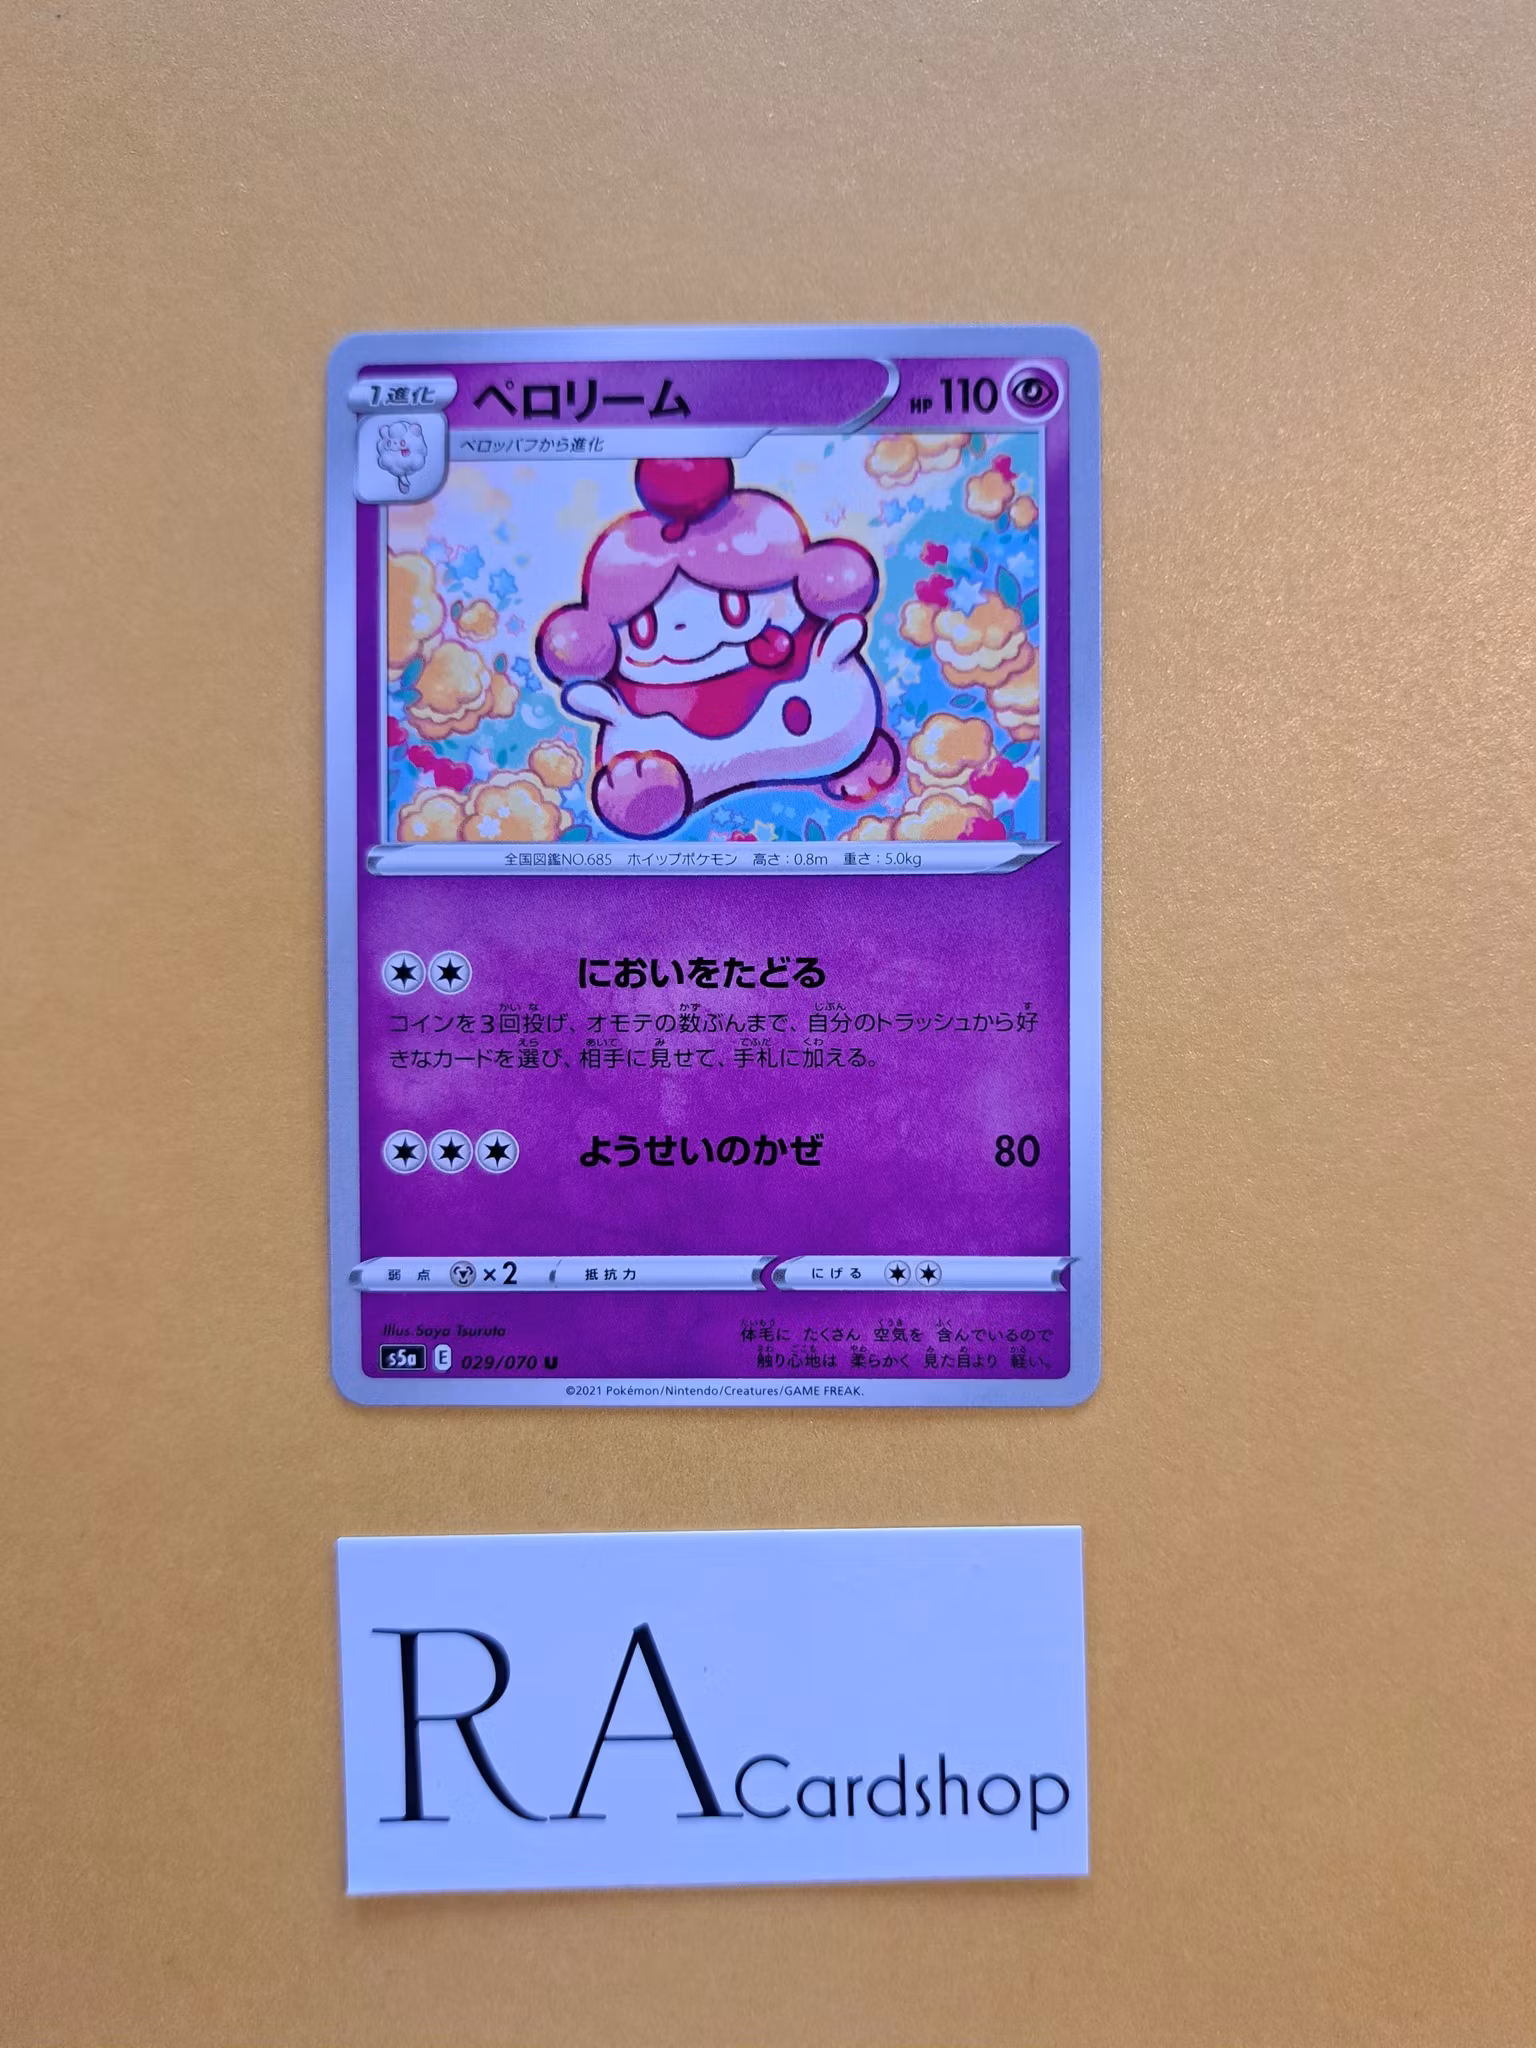 1進化 ペロリーム HP 110
ペロッパフから進化
全国図鑑NO.685 ホイップポケモン 高さ：0.8m 重さ：5.0kg
においをたどる
コインを3回投げ、オモテの数ぶんまで、自分のトラッシュから好
きなカードを選び、相手に見せて、手札に加える。
ようせいのかぜ 80
弱点 ×2 抵抗力 にげる
Illus. Saya Tsuruta
体毛に たくさん 空気を 含んでいるので
触り心地は 柔らかく 見た目より 軽い。
s5a E 029/070 U
©2021 Pokémon/Nintendo/Creatures/GAME FREAK.
RA Cardshop